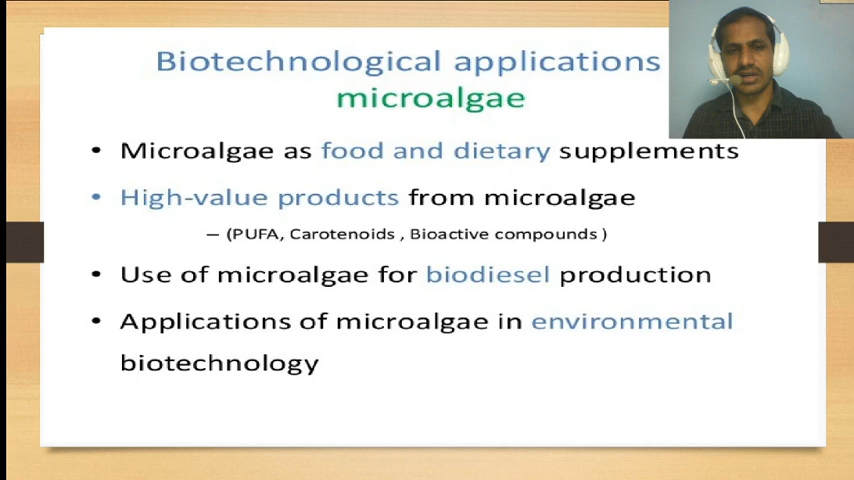 Biotechnological applications
microalgae
• Microalgae as food and dietary supplements
• High-value products from microalgae
– (PUFA, Carotenoids , Bioactive compounds )
• Use of microalgae for biodiesel production
• Applications of microalgae in environmental
biotechnology